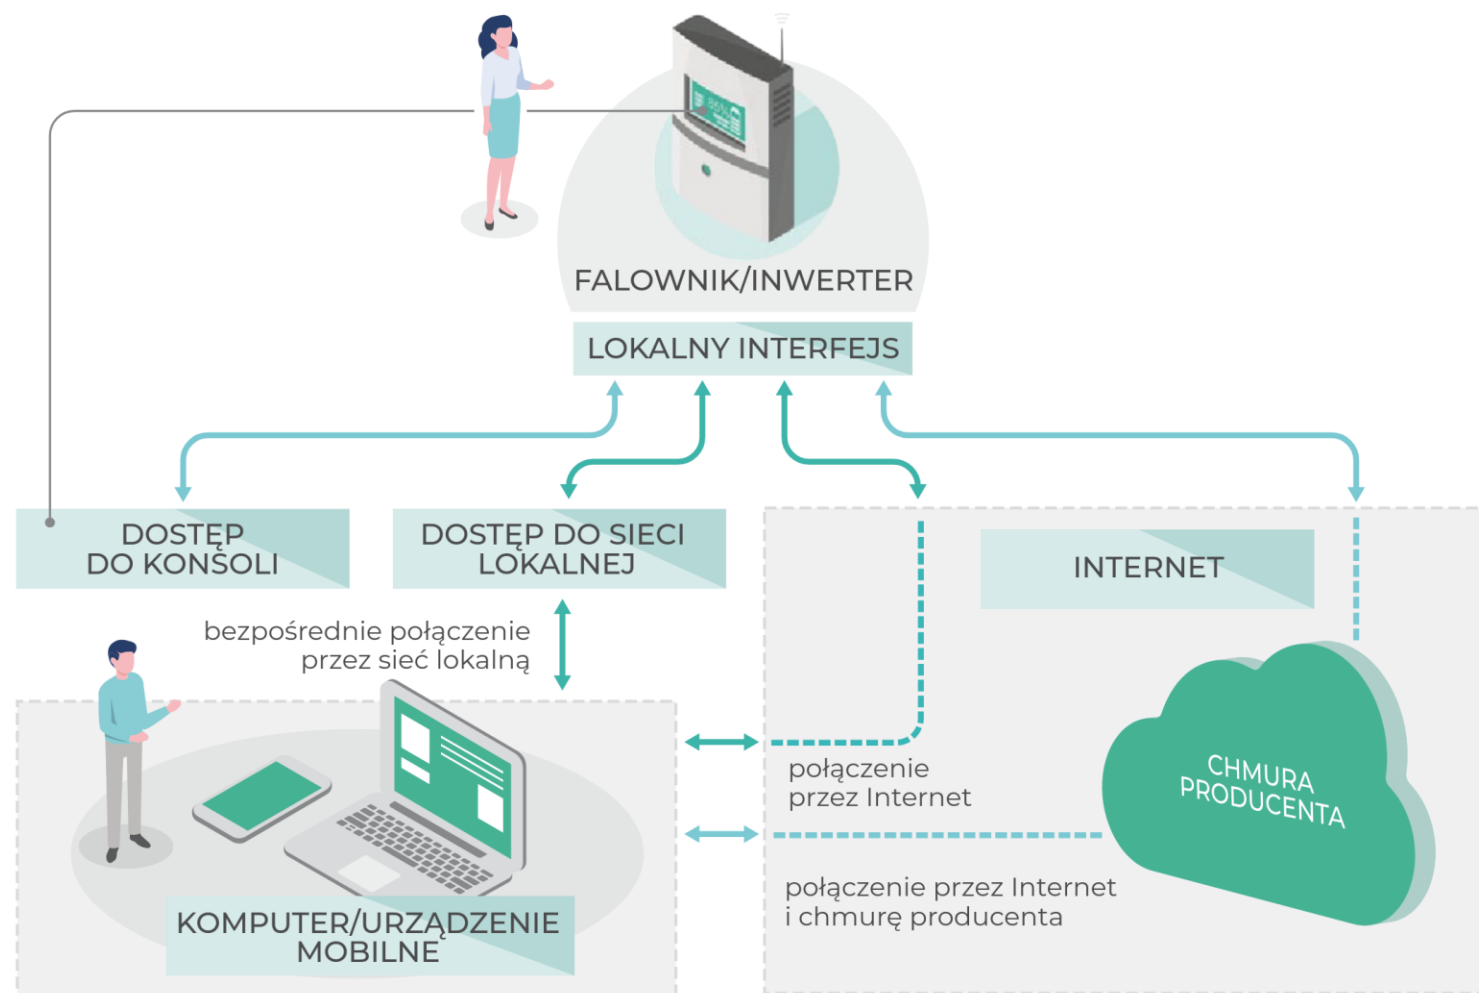 86%
FALOWNIK/INWERTER
LOKALNY INTERFEJS
DOSTĘP
DO KONSOLI
DOSTĘP DO SIECI
LOKALNEJ
INTERNET
bezpośrednie połączenie
przez sieć lokalną
CHMURA
PRODUCENTA
połączenie
przez Internet
połączenie przez Internet
i chmurę producenta
KOMPUTER/URZĄDZENIE
MOBILNE